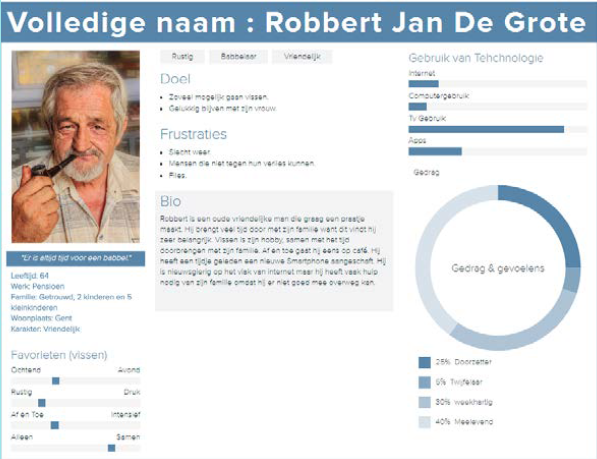 Volledige naam : Robbert Jan De Grote
Rustig
Babbelaar
Vriendelijk
Doel
• Zoveel mogelijk gaan vissen.
• Gelukkig blijven met zijn vrouw.
Frustraties
• Slecht weer
• Mensen die niet tegen hun verlies kunnen.
• Files.
Bio
Robbert is een oude vriendelijke man die graag een praatje
maakt. Hij brengt veel tijd door met zijn familie want dit vindt hij
zeer belangrijk. Vissen is zijn hobby, samen met het tijd
doorbrengen met zijn familie. Af en toe gaat hij eens op café. Hij
heeft een tijdje geleden een nieuwe Smartphone aangeschaft. Hij
is nieuwsgierig op het vlak van internet maar hij heeft vaak hulp
nodig van zijn familie omdat hij er niet goed mee overweg kan.
"Er is altijd tijd voor een babbel."
Leeftijd: 64
Werk: Pensioen
Familie: Getrouwd, 2 kinderen en 5
kleinkinderen
Woonplaats: Gent
Karakter: Vriendelijk
Favorieten (vissen)
Ochtend Avond
Rustig Druk
Af en Toe Intensief
Alleen Samen
Gebruik van Tehchnologie
Internet
Computergebruik
Tv Gebruik
Apps
Gedrag
Gedrag & gevoelens
25% Doorzetter
5% Twijfelaar
30% weekhartig
40% Meelevend